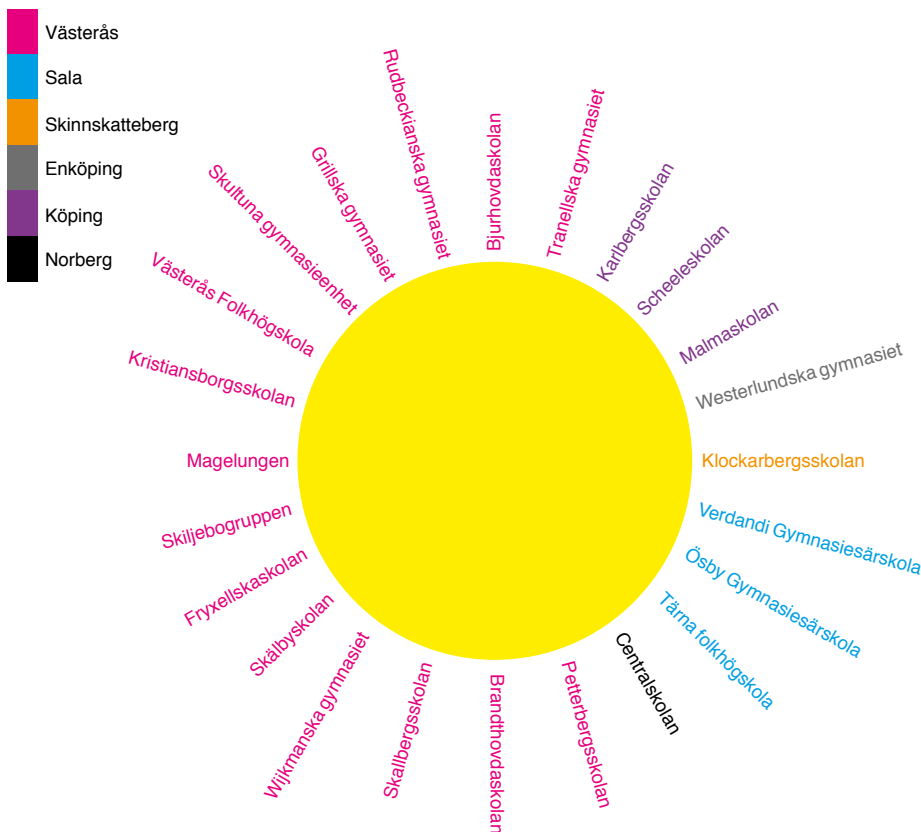 Västerås
Sala
Skinnskatteberg
Enköping
Köping
Norberg
Bjurhovdaskolan
Tranellska gymnasiet
Karlbergsskolan
Scheeleskolan
Malmaskolan
Westerlundska gymnasiet
Klockarbergsskolan
Verdandi Gymnasiesärskola
Ösby Gymnasiesärskola
Tärna folkhögskola
Centralskolan
Petterbergsskolan
Brandthovdaskolan
Skallbergsskolan
Wijkmanska gymnasiet
Skälbyskolan
Fryxellskaskolan
Skiljebogruppen
Magelungen
Kristiansborgsskolan
Västerås Folkhögskola
Skultuna gymnasieenhet
Grillska gymnasiet
Rudbeckianska gymnasiet